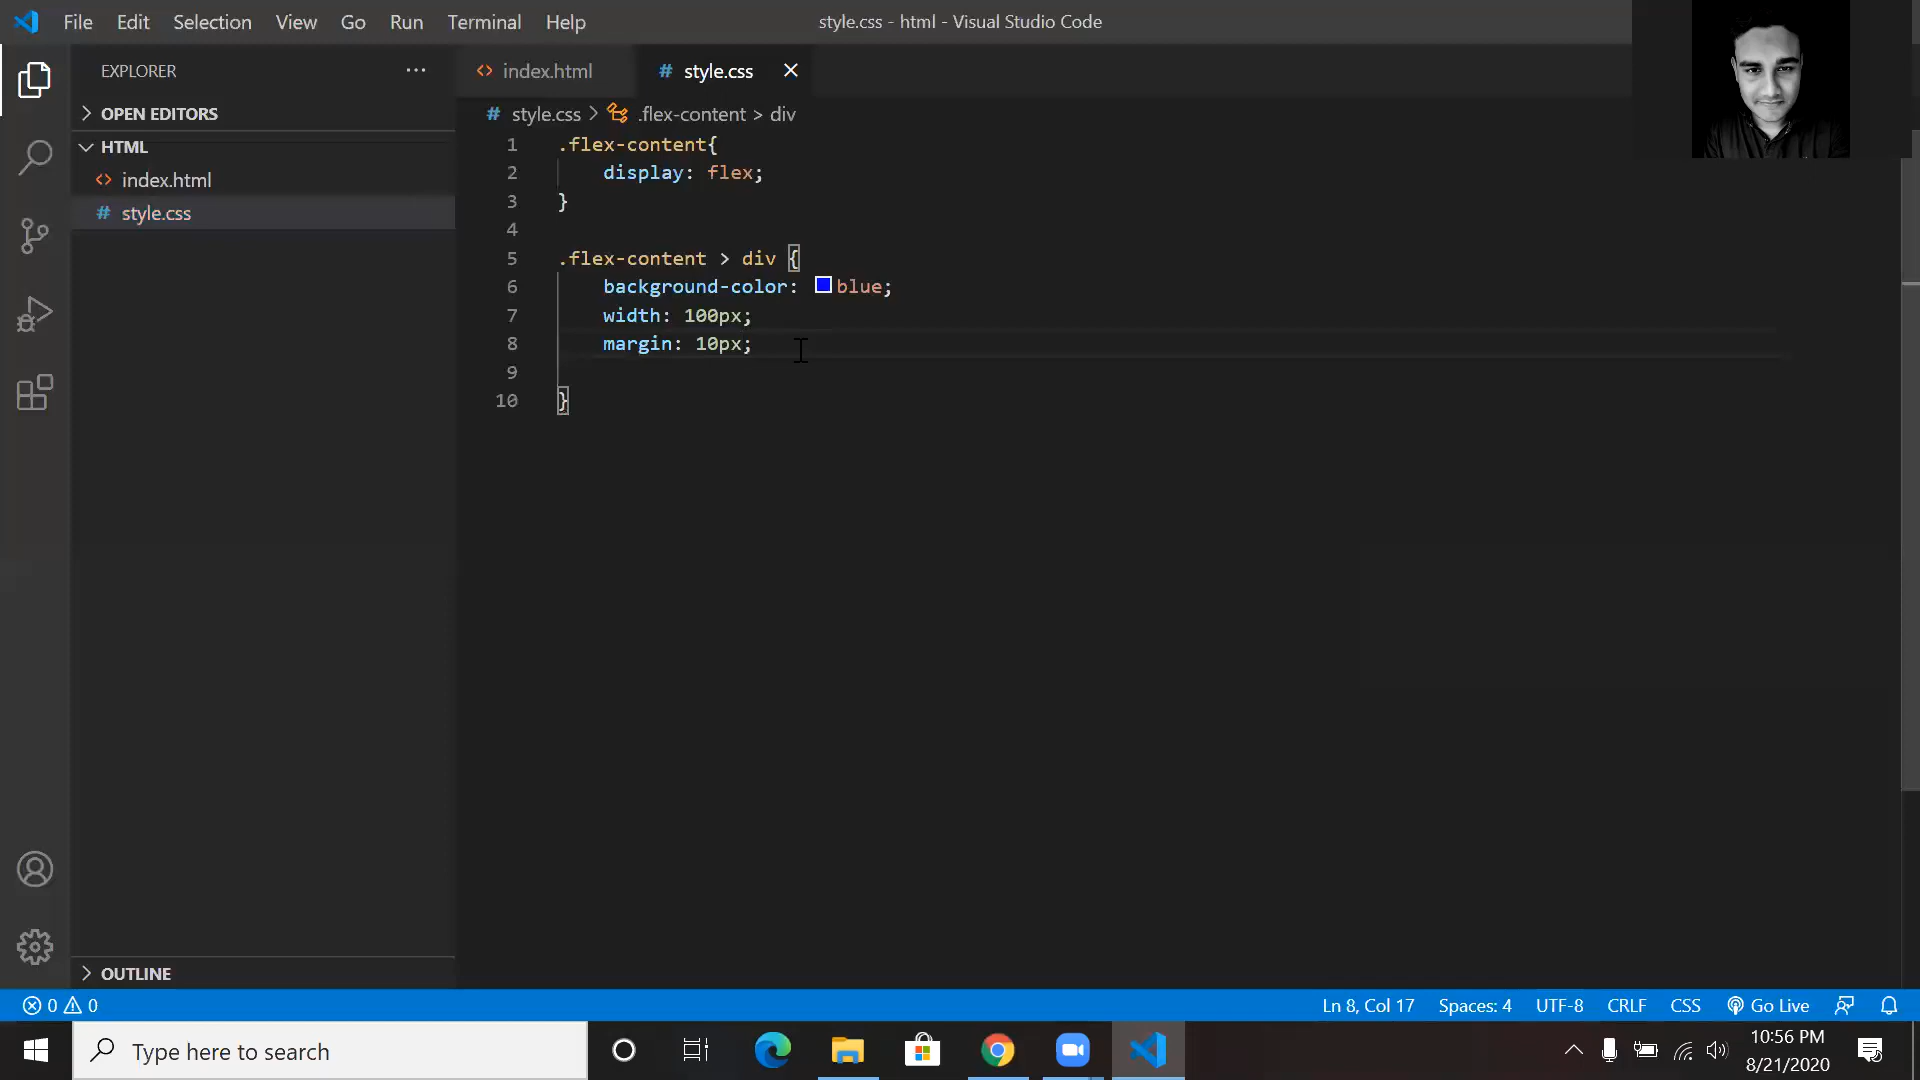 File Edit Selection View Go Run Terminal Help
style.css - html - Visual Studio Code
EXPLORER
OPEN EDITORS
HTML
index.html
style.css
index.html
style.css
style.css > .flex-content > div
1 .flex-content{
2 display: flex;
3 }
4
5 .flex-content > div {
6 background-color: blue;
7 width: 100px;
8 margin: 10px;
9
10 }
OUTLINE
0 0
Ln 8, Col 17 Spaces: 4 UTF-8 CRLF CSS Go Live
Type here to search
10:56 PM
8/21/2020